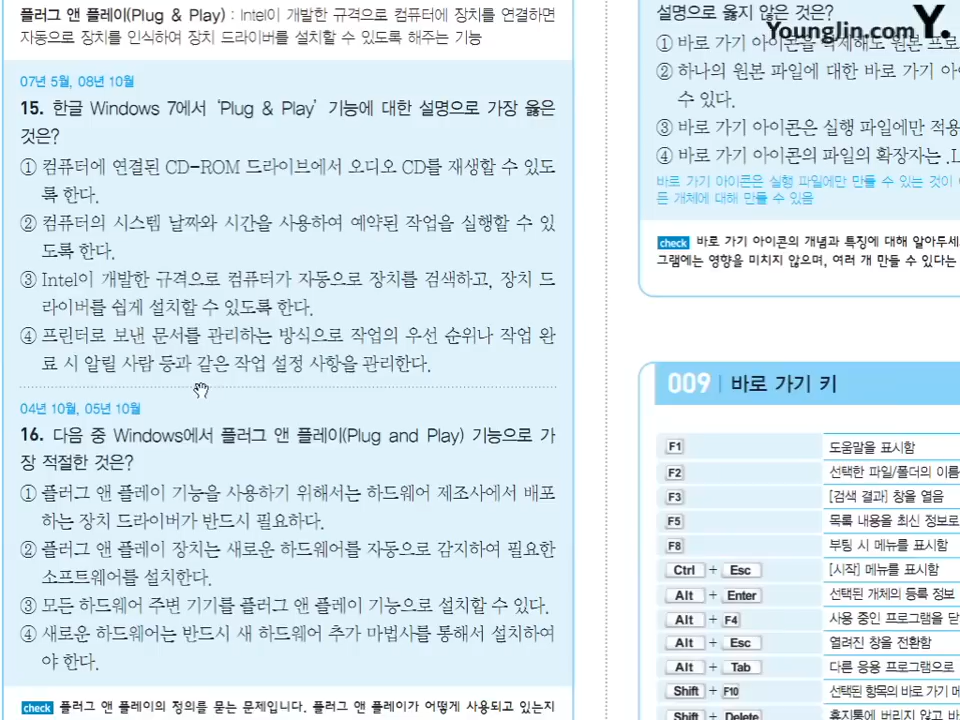 플러그 앤 플레이(Plug & Play) : Intel이 개발한 규격으로 컴퓨터에 장치를 연결하면
자동으로 장치를 인식하여 장치 드라이버를 설치할 수 있도록 해주는 기능
07년 5월, 08년 10월
15. 한글 Windows 7에서 ‘Plug & Play’ 기능에 대한 설명으로 가장 옳은
것은?
① 컴퓨터에 연결된 CD-ROM 드라이브에서 오디오 CD를 재생할 수 있도
록 한다.
② 컴퓨터의 시스템 날짜와 시간을 사용하여 예약된 작업을 실행할 수 있
도록 한다.
③ Intel이 개발한 규격으로 컴퓨터가 자동으로 장치를 검색하고, 장치 드
라이버를 쉽게 설치할 수 있도록 한다.
④ 프린터로 보낸 문서를 관리하는 방식으로 작업의 우선 순위나 작업 완
료 시 알릴 사람 등과 같은 작업 설정 사항을 관리한다.
04년 10월, 05년 10월
16. 다음 중 Windows에서 플러그 앤 플레이(Plug and Play) 기능으로 가
장 적절한 것은?
① 플러그 앤 플레이 기능을 사용하기 위해서는 하드웨어 제조사에서 배포
하는 장치 드라이버가 반드시 필요하다.
② 플러그 앤 플레이 장치는 새로운 하드웨어를 자동으로 감지하여 필요한
소프트웨어를 설치한다.
③ 모든 하드웨어 주변 기기를 플러그 앤 플레이 기능으로 설치할 수 있다.
④ 새로운 하드웨어는 반드시 새 하드웨어 추가 마법사를 통해서 설치하여
야 한다.
check 플러그 앤 플레이의 정의를 묻는 문제입니다. 플러그 앤 플레이가 어떻게 사용되고 있는지
설명으로 옳지 않은 것은?
YoungJin.com Y.
① 바로 가기 아이콘을 삭제해도 원본 프로
② 하나의 원본 파일에 대한 바로 가기 아이
수 있다.
③ 바로 가기 아이콘은 실행 파일에만 적용
④ 바로 가기 아이콘의 파일의 확장자는 .L
바로 가기 아이콘은 실행 파일에만 만들 수 있는 것이
든 개체에 대해 만들 수 있음
check 바로 가기 아이콘의 개념과 특징에 대해 알아두세
그램에는 영향을 미치지 않으며, 여러 개 만들 수 있다는
009 바로 가기 키
F1 도움말을 표시함
F2 선택한 파일/폴더의 이름
F3 [검색 결과] 창을 열음
F5 목록 내용을 최신 정보로
F8 부팅 시 메뉴를 표시함
Ctrl + Esc [시작] 메뉴를 표시함
Alt + Enter 선택된 개체의 등록 정보
Alt + F4 사용 중인 프로그램을 닫
Alt + Esc 열려진 창을 전환함
Alt + Tab 다른 응용 프로그램으로
Shift + F10 선택된 항목의 바로 가기 메
Shift + Delete 휴지통에 버리지 않고 바